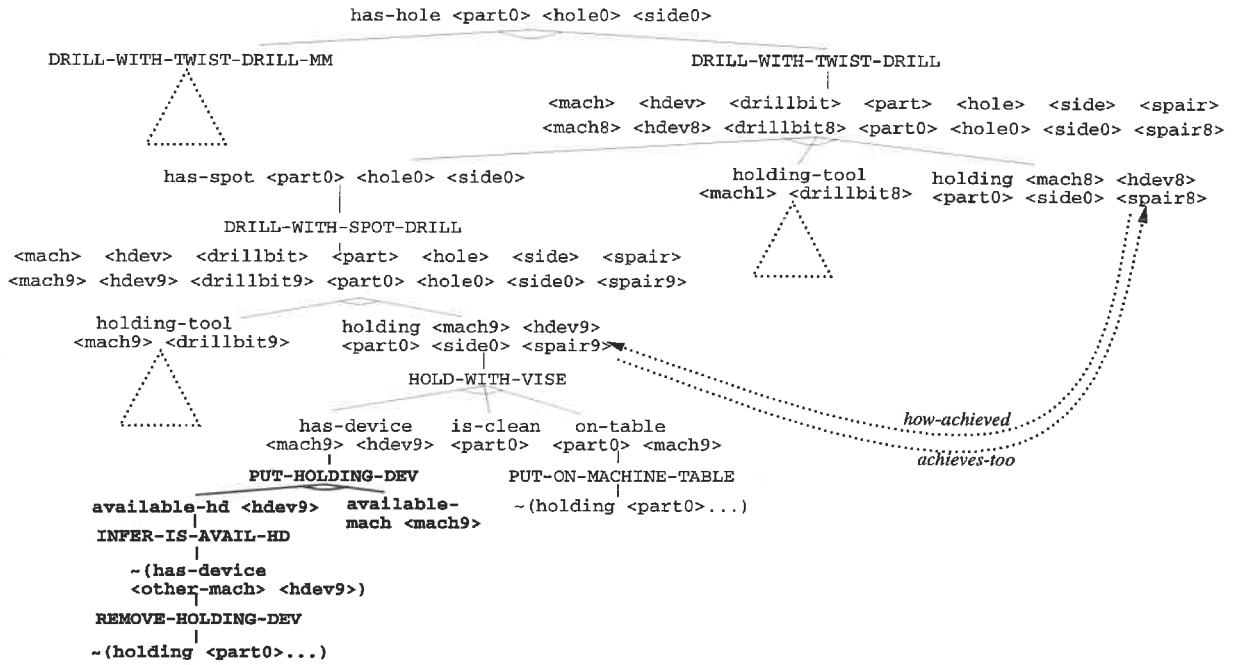 has-hole <part0> <hole0> <side0>
DRILL-WITH-TWIST-DRILL-MM
DRILL-WITH-TWIST-DRILL
<mach> <hdev> <drillbit> <part> <hole> <side> <spair>
<mach8> <hdev8> <drillbit8> <part0> <hole0> <side0> <spair8>
has-spot <part0> <hole0> <side0>
holding-tool
<mach1> <drillbit8>
holding <mach8> <hdev8>
<part0> <side0> <spair8>
DRILL-WITH-SPOT-DRILL
<mach> <hdev> <drillbit> <part> <hole> <side> <spair>
<mach9> <hdev9> <drillbit9> <part0> <hole0> <side0> <spair9>
holding-tool
<mach9> <drillbit9>
holding <mach9> <hdev9>
<part0> <side0> <spair9>
HOLD-WITH-VISE
has-device
<mach9> <hdev9>
is-clean
<part0>
on-table
<part0> <mach9>
how-achieved
achieves-too
PUT-HOLDING-DEV
PUT-ON-MACHINE-TABLE
available-hd <hdev9>
available-
mach <mach9>
~(holding <part0>...)
INFER-IS-AVAIL-HD
~(has-device
<other-mach> <hdev9>)
REMOVE-HOLDING-DEV
~(holding <part0>...)